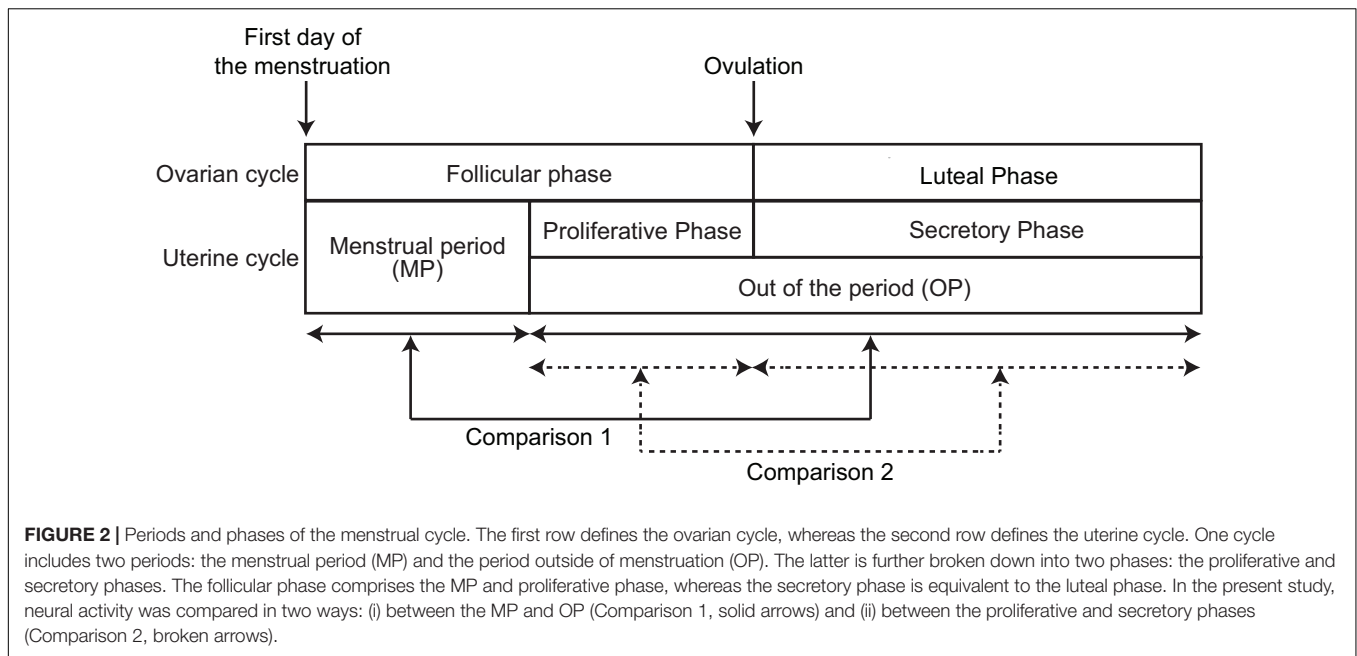 First day of
the menstruation
Ovulation
Ovarian cycle
Follicular phase
Luteal Phase
Uterine cycle
Menstrual period
(MP)
Proliferative Phase
Secretory Phase
Out of the period (OP)
Comparison 1
Comparison 2
FIGURE 2 | Periods and phases of the menstrual cycle. The first row defines the ovarian cycle, whereas the second row defines the uterine cycle. One cycle
includes two periods: the menstrual period (MP) and the period outside of menstruation (OP). The latter is further broken down into two phases: the proliferative and
secretory phases. The follicular phase comprises the MP and proliferative phase, whereas the secretory phase is equivalent to the luteal phase. In the present study,
neural activity was compared in two ways: (i) between the MP and OP (Comparison 1, solid arrows) and (ii) between the proliferative and secretory phases
(Comparison 2, broken arrows).